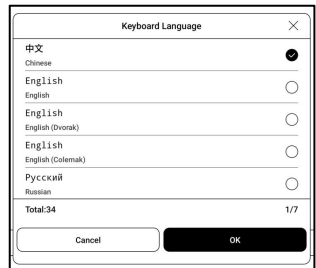 Keyboard Language
中文
Chinese
English
English
English
English (Dvorak)
English
English (Colemak)
Русский
Russian
Total:34 1/7
Cancel OK